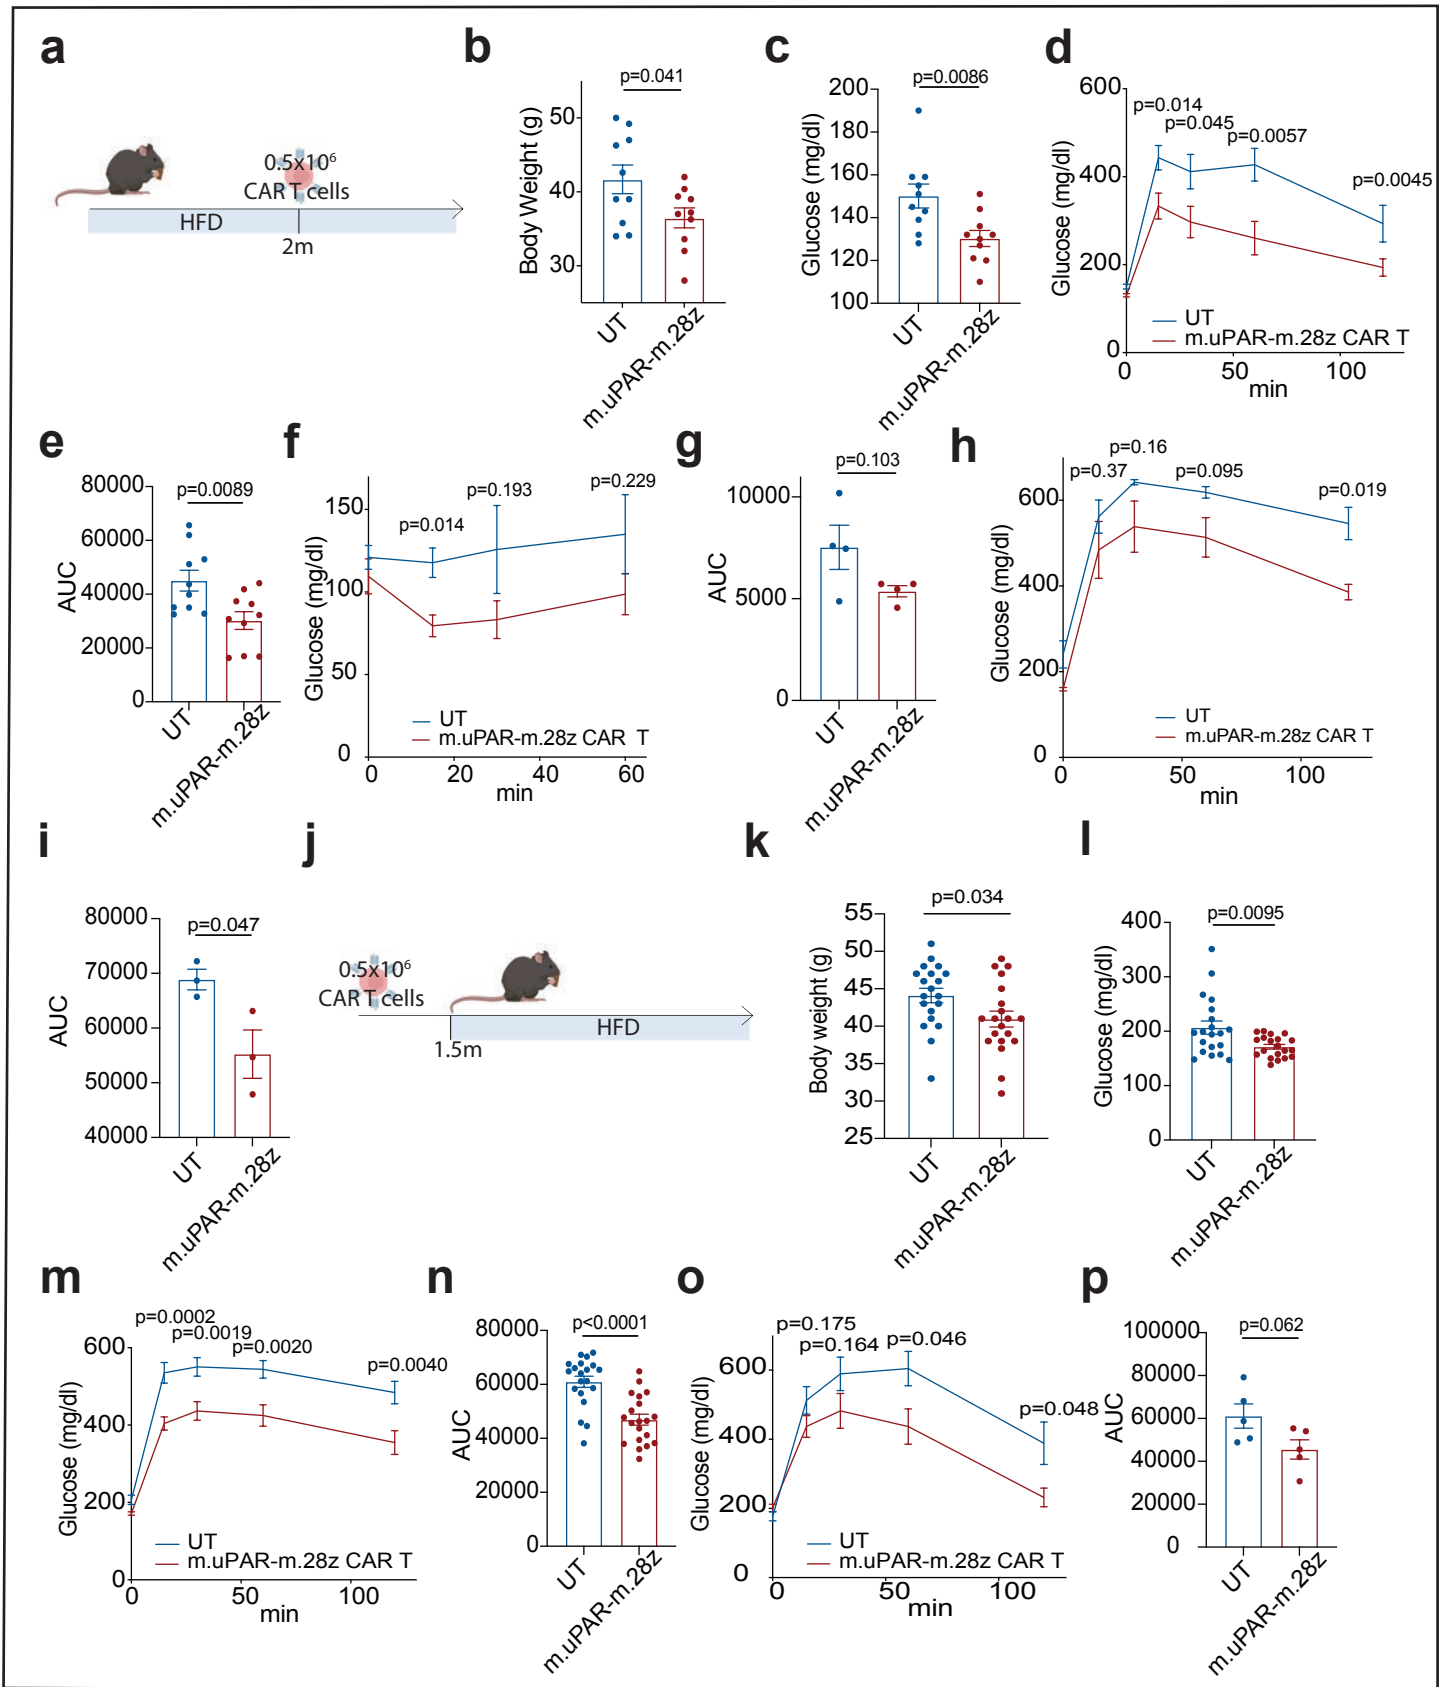 a
0.5x10⁶
CAR T cells
HFD
2m
b
p=0.041
Body Weight (g)
50
40
30
UT
m.uPAR-m.28z
c
p=0.0086
Glucose (mg/dl)
200
180
160
140
120
100
UT
m.uPAR-m.28z
d
p=0.014
p=0.045
p=0.0057
p=0.0045
Glucose (mg/dl)
600
400
200
0
UT
m.uPAR-m.28z CAR T
0 50 100
min
e
p=0.0089
AUC
80000
60000
40000
20000
0
UT
m.uPAR-m.28z
f
p=0.014
p=0.193
p=0.229
Glucose (mg/dl)
150
100
50
0
UT
m.uPAR-m.28z CAR T
0 20 40 60
min
g
p=0.103
AUC
10000
5000
0
UT
m.uPAR-m.28z
h
p=0.37
p=0.16
p=0.095
p=0.019
Glucose (mg/dl)
600
400
200
0
UT
m.uPAR-m.28z CAR T
0 50 100
min
i
p=0.047
AUC
80000
70000
60000
50000
40000
UT
m.uPAR-m.28z
j
0.5x10⁶
CAR T cells
HFD
1.5m
k
p=0.034
Body weight (g)
55
50
45
40
35
30
25
UT
m.uPAR-m.28z
l
p=0.0095
Glucose (mg/dl)
400
300
200
100
0
UT
m.uPAR-m.28z
m
p=0.0002
p=0.0019
p=0.0020
p=0.0040
Glucose (mg/dl)
600
400
200
0
UT
m.uPAR-m.28z CAR T
0 50 100
min
n
p<0.0001
AUC
80000
60000
40000
20000
0
UT
m.uPAR-m.28z
o
p=0.175
p=0.164
p=0.046
p=0.048
Glucose (mg/dl)
600
400
200
0
UT
m.uPAR-m.28z CAR T
0 50 100
min
p
p=0.062
AUC
100000
80000
60000
40000
20000
0
UT
m.uPAR-m.28z